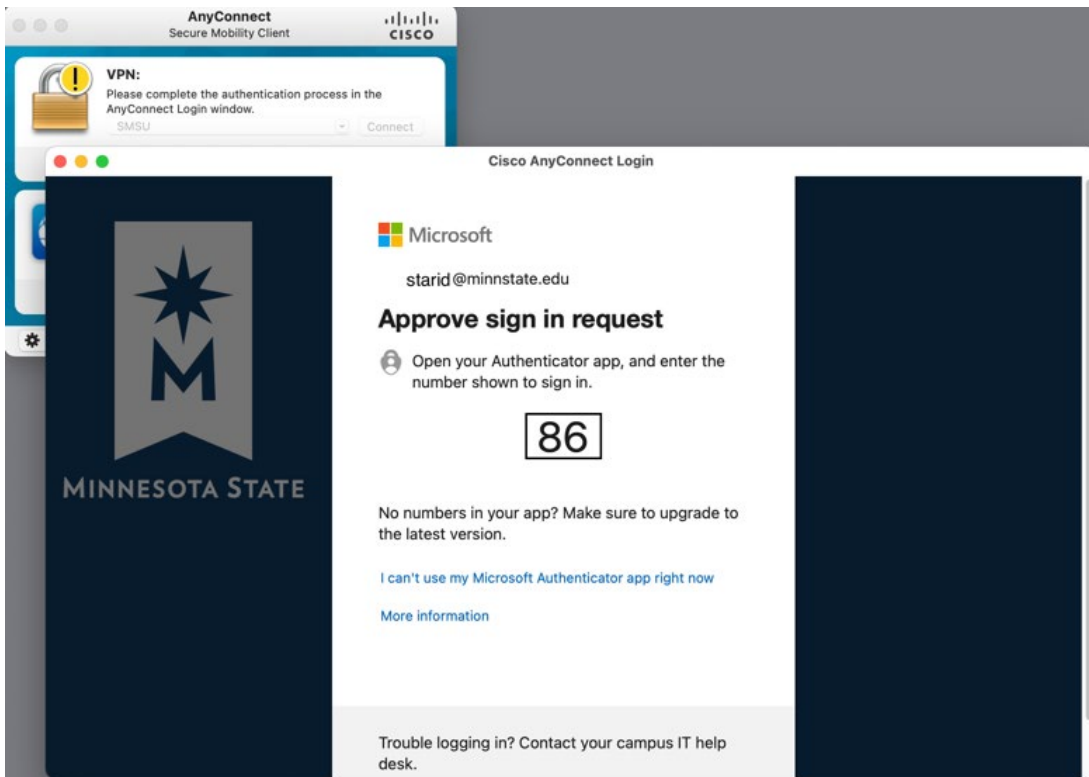 AnyConnect
Secure Mobility Client
CISCO
VPN:
Please complete the authentication process in the
AnyConnect Login window.
SMSU
Connect
Cisco AnyConnect Login
MINNESOTA STATE
Microsoft
starid@minnstate.edu
Approve sign in request
Open your Authenticator app, and enter the
number shown to sign in.
86
No numbers in your app? Make sure to upgrade to
the latest version.
I can't use my Microsoft Authenticator app right now
More information
Trouble logging in? Contact your campus IT help
desk.